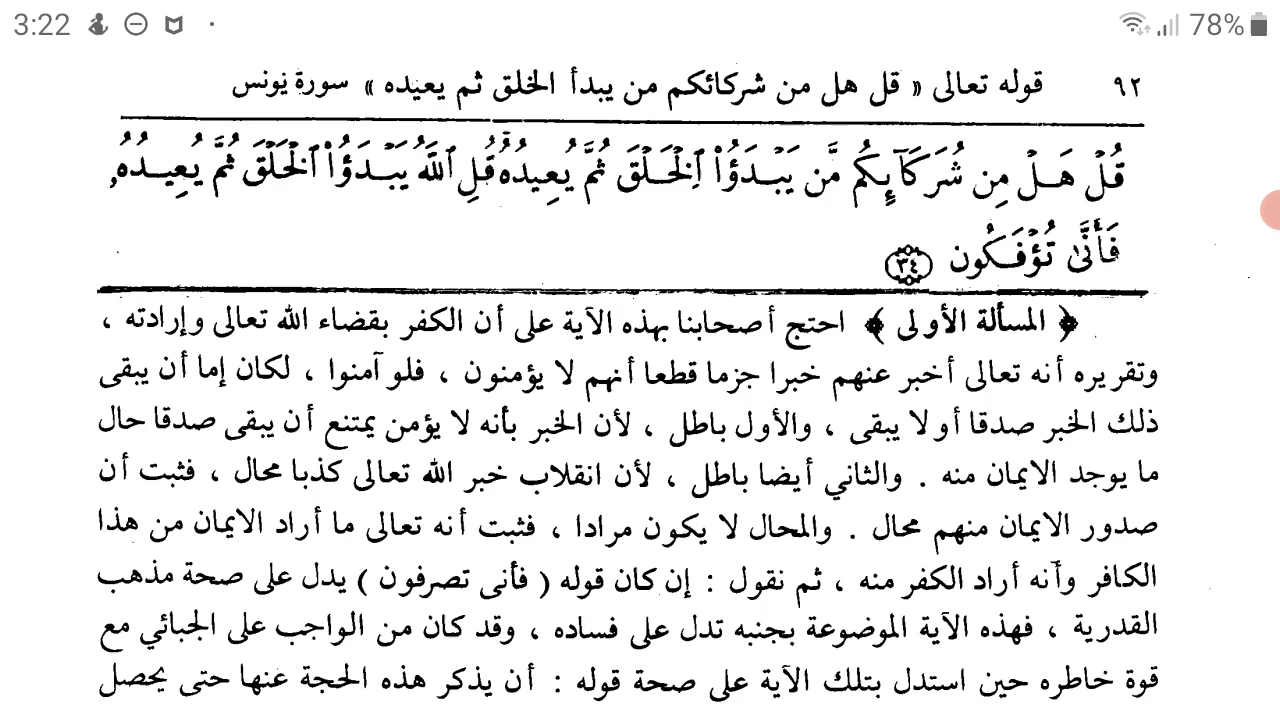 3:22 78%
٩٢ قوله تعالى « قل هل من شركائكم من يبدأ الخلق ثم يعيده » سورة يونس
قُلْ هَلْ مِن شُرَكَآئِكُم مَّن يَبْدَؤُاْ الْخَلْقَ ثُمَّ يُعِيدُهُ قُلِ اللَّهُ يَبْدَؤُاْ الْخَلْقَ ثُمَّ يُعِيدُهُ
فَأَنَّى تُؤْفَكُونَ ٣٤
﴿ المسألة الأولى ﴾ احتج أصحابنا بهذه الآية على أن الكفر بقضاء الله تعالى وإرادته ،
وتقريره أنه تعالى أخبر عنهم خبرا جزما قطعا أنهم لا يؤمنون ، فلو آمنوا ، لكان إما أن يبقى
ذلك الخبر صدقا أو لا يبقى ، والأول باطل ، لأن الخبر بأنه لا يؤمن يمتنع أن يبقى صدقا حال
ما يوجد الايمان منه . والثاني أيضا باطل ، لأن انقلاب خبر الله تعالى كذبا محال ، فثبت أن
صدور الايمان منهم محال . والمحال لا يكون مرادا ، فثبت أنه تعالى ما أراد الايمان من هذا
الكافر وأنه أراد الكفر منه ، ثم نقول : إن كان قوله ( فأنى تصرفون ) يدل على صحة مذهب
القدرية ، فهذه الآية الموضوعة بجنبه تدل على فساده ، وقد كان من الواجب على الجبائي مع
قوة خاطره حين استدل بتلك الآية على صحة قوله : أن يذكر هذه الحجة عنها حتى يحصل